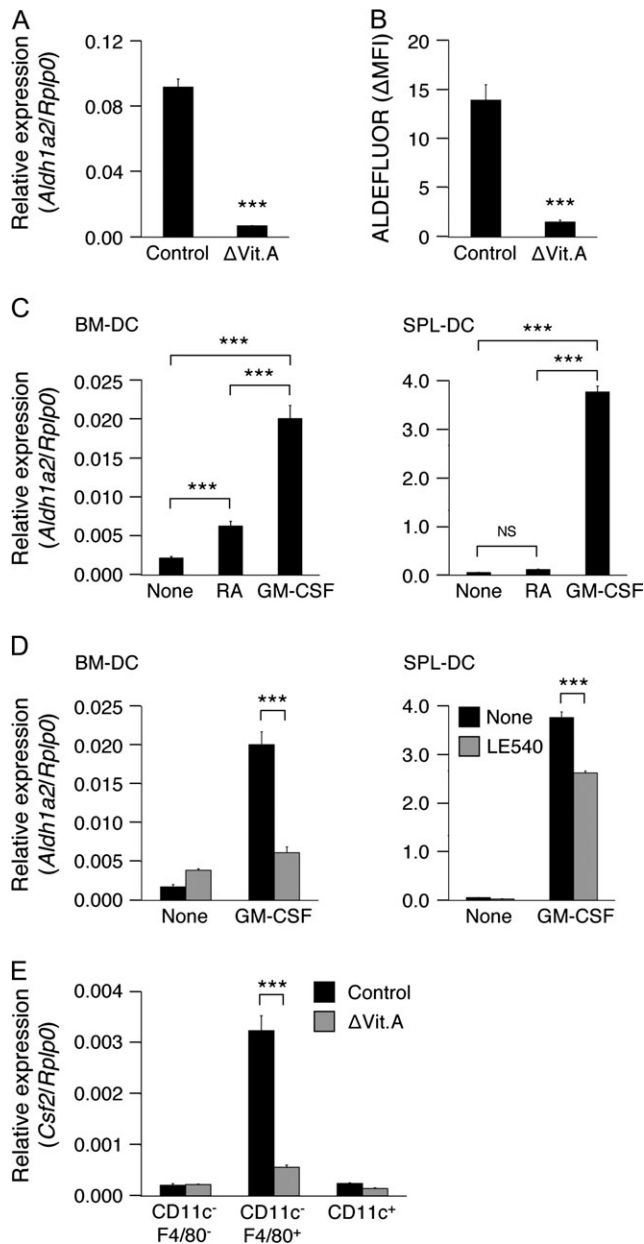 A
Relative expression
(Aldh1a2/Rplp0)
0.12
0.08
0.04
0.00
***
Control
ΔVit.A
B
ALDEFLUOR (ΔMFI)
20
15
10
5
0
***
Control
ΔVit.A
C
BM-DC
Relative expression
(Aldh1a2/Rplp0)
0.025
0.020
0.015
0.010
0.005
0.000
***
***
***
None
RA
GM-CSF
SPL-DC
4.0
3.0
2.0
1.0
0.0
***
***
NS
None
RA
GM-CSF
D
BM-DC
Relative expression
(Aldh1a2/Rplp0)
0.025
0.020
0.015
0.010
0.005
0.000
***
None
GM-CSF
SPL-DC
4.0
3.0
2.0
1.0
0.0
None
LE540
***
None
GM-CSF
E
Relative expression
(Csf2/Rplp0)
0.004
0.003
0.002
0.001
0.000
***
Control
ΔVit.A
CD11c⁻
F4/80⁻
CD11c⁻
F4/80⁺
CD11c⁺